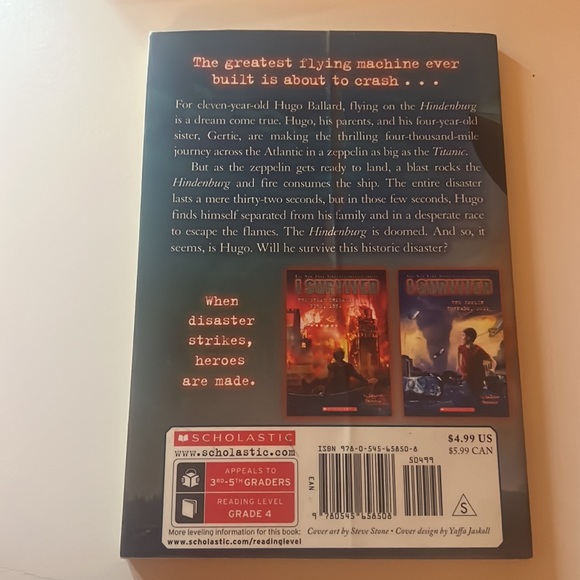 The greatest flying machine ever
built is about to crash . . .
For eleven-year-old Hugo Ballard, flying on the Hindenburg
is a dream come true. Hugo, his parents, and his four-year-old
sister, Gertie, are making the thrilling four-thousand-mile
journey across the Atlantic in a zeppelin as big as the Titanic.
But as the zeppelin gets ready to land, a blast rocks the
Hindenburg and fire consumes the ship. The entire disaster
lasts a mere thirty-two seconds, but in those few seconds, Hugo
finds himself separated from his family and in a desperate race
to escape the flames. The Hindenburg is doomed. And so, it
seems, is Hugo. Will he survive this historic disaster?
When
disaster
strikes,
heroes
are made.
I SURVIVED
I SURVIVED
SCHOLASTIC
www.scholastic.com
APPEALS TO
3RD-5TH GRADERS
READING LEVEL
GRADE 4
More leveling information for this book:
www.scholastic.com/readinglevel
ISBN 978-0-545-65850-8
50499
EAN
9 780545 658508
$4.99 US
$5.99 CAN
S
Cover art by Steve Stone • Cover design by Yaffa Jaskoll